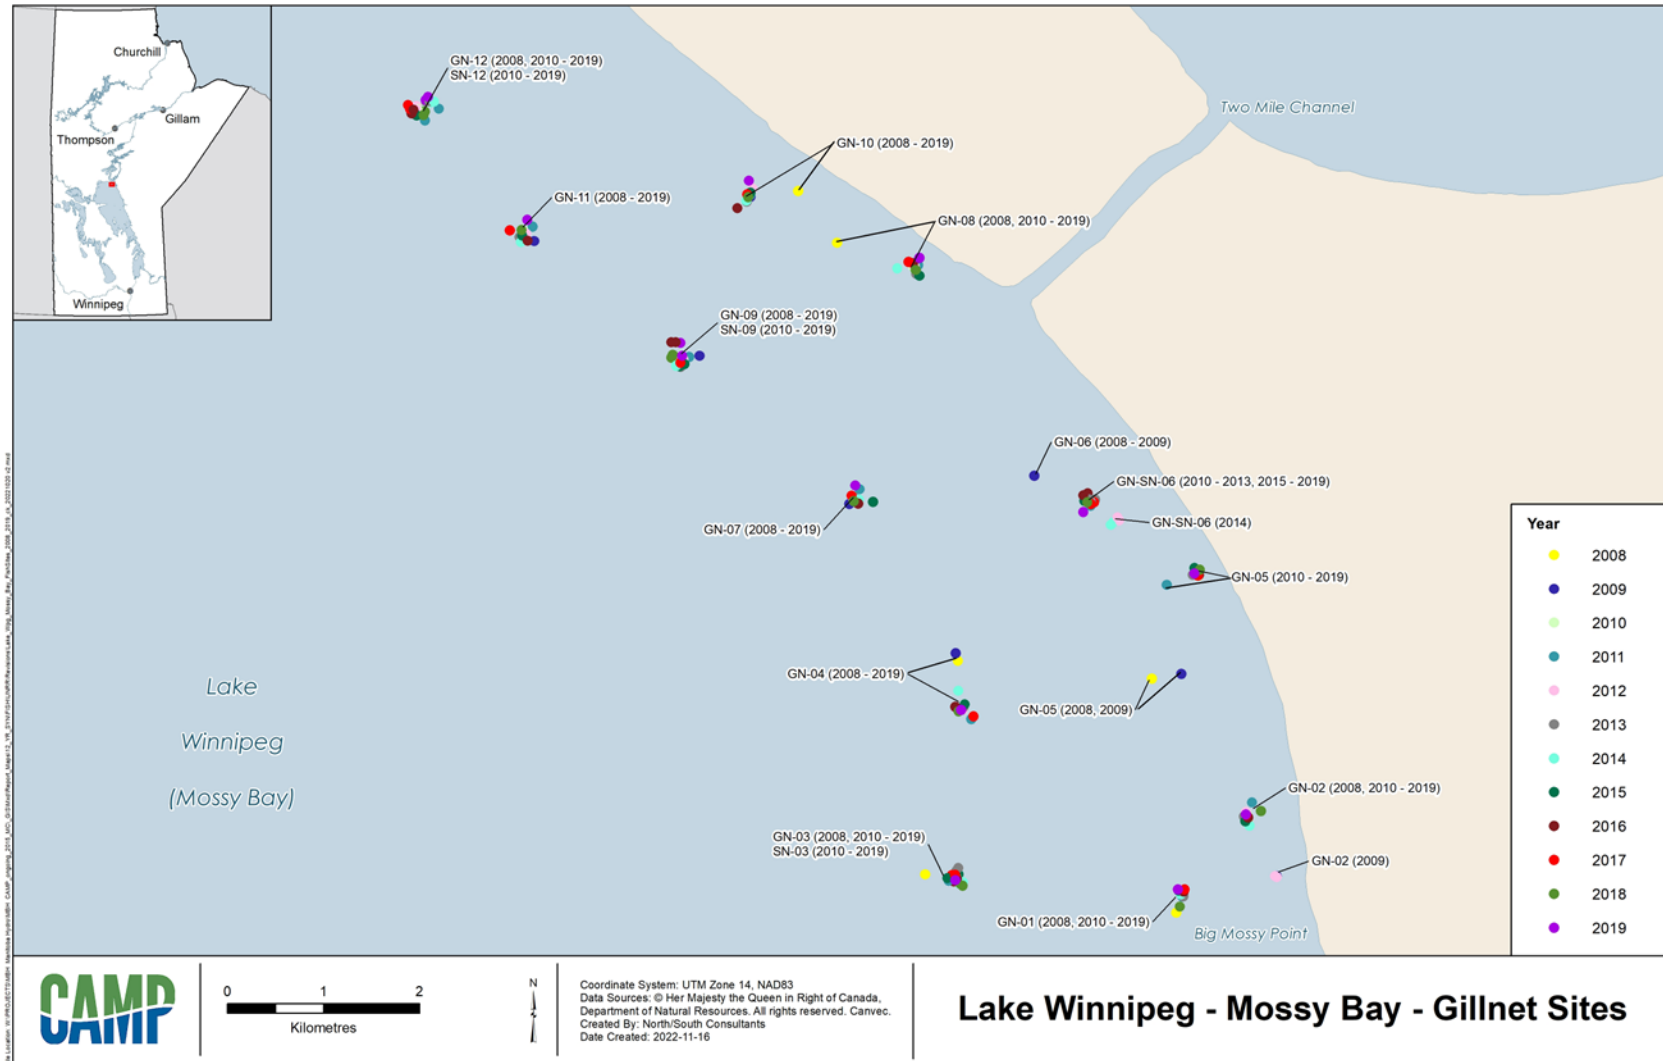 Churchill
Gillam
Thompson
Winnipeg
GN-12 (2008, 2010 - 2019)
SN-12 (2010 - 2019)
Two Mile Channel
GN-10 (2008 - 2019)
GN-11 (2008 - 2019)
GN-08 (2008, 2010 - 2019)
GN-09 (2008 - 2019)
SN-09 (2010 - 2019)
GN-06 (2008 - 2009)
GN-SN-06 (2010 - 2013, 2015 - 2019)
GN-SN-06 (2014)
GN-07 (2008 - 2019)
GN-05 (2010 - 2019)
GN-04 (2008 - 2019)
GN-05 (2008, 2009)
Lake
Winnipeg
(Mossy Bay)
GN-02 (2008, 2010 - 2019)
GN-03 (2008, 2010 - 2019)
SN-03 (2010 - 2019)
GN-02 (2009)
GN-01 (2008, 2010 - 2019)
Big Mossy Point
Year
2008
2009
2010
2011
2012
2013
2014
2015
2016
2017
2018
2019
CAMP
0 1 2
Kilometres
N
Coordinate System: UTM Zone 14, NAD83
Data Sources: © Her Majesty the Queen in Right of Canada,
Department of Natural Resources. All rights reserved. Canvec.
Created By: North/South Consultants
Date Created: 2022-11-16
Lake Winnipeg - Mossy Bay - Gillnet Sites